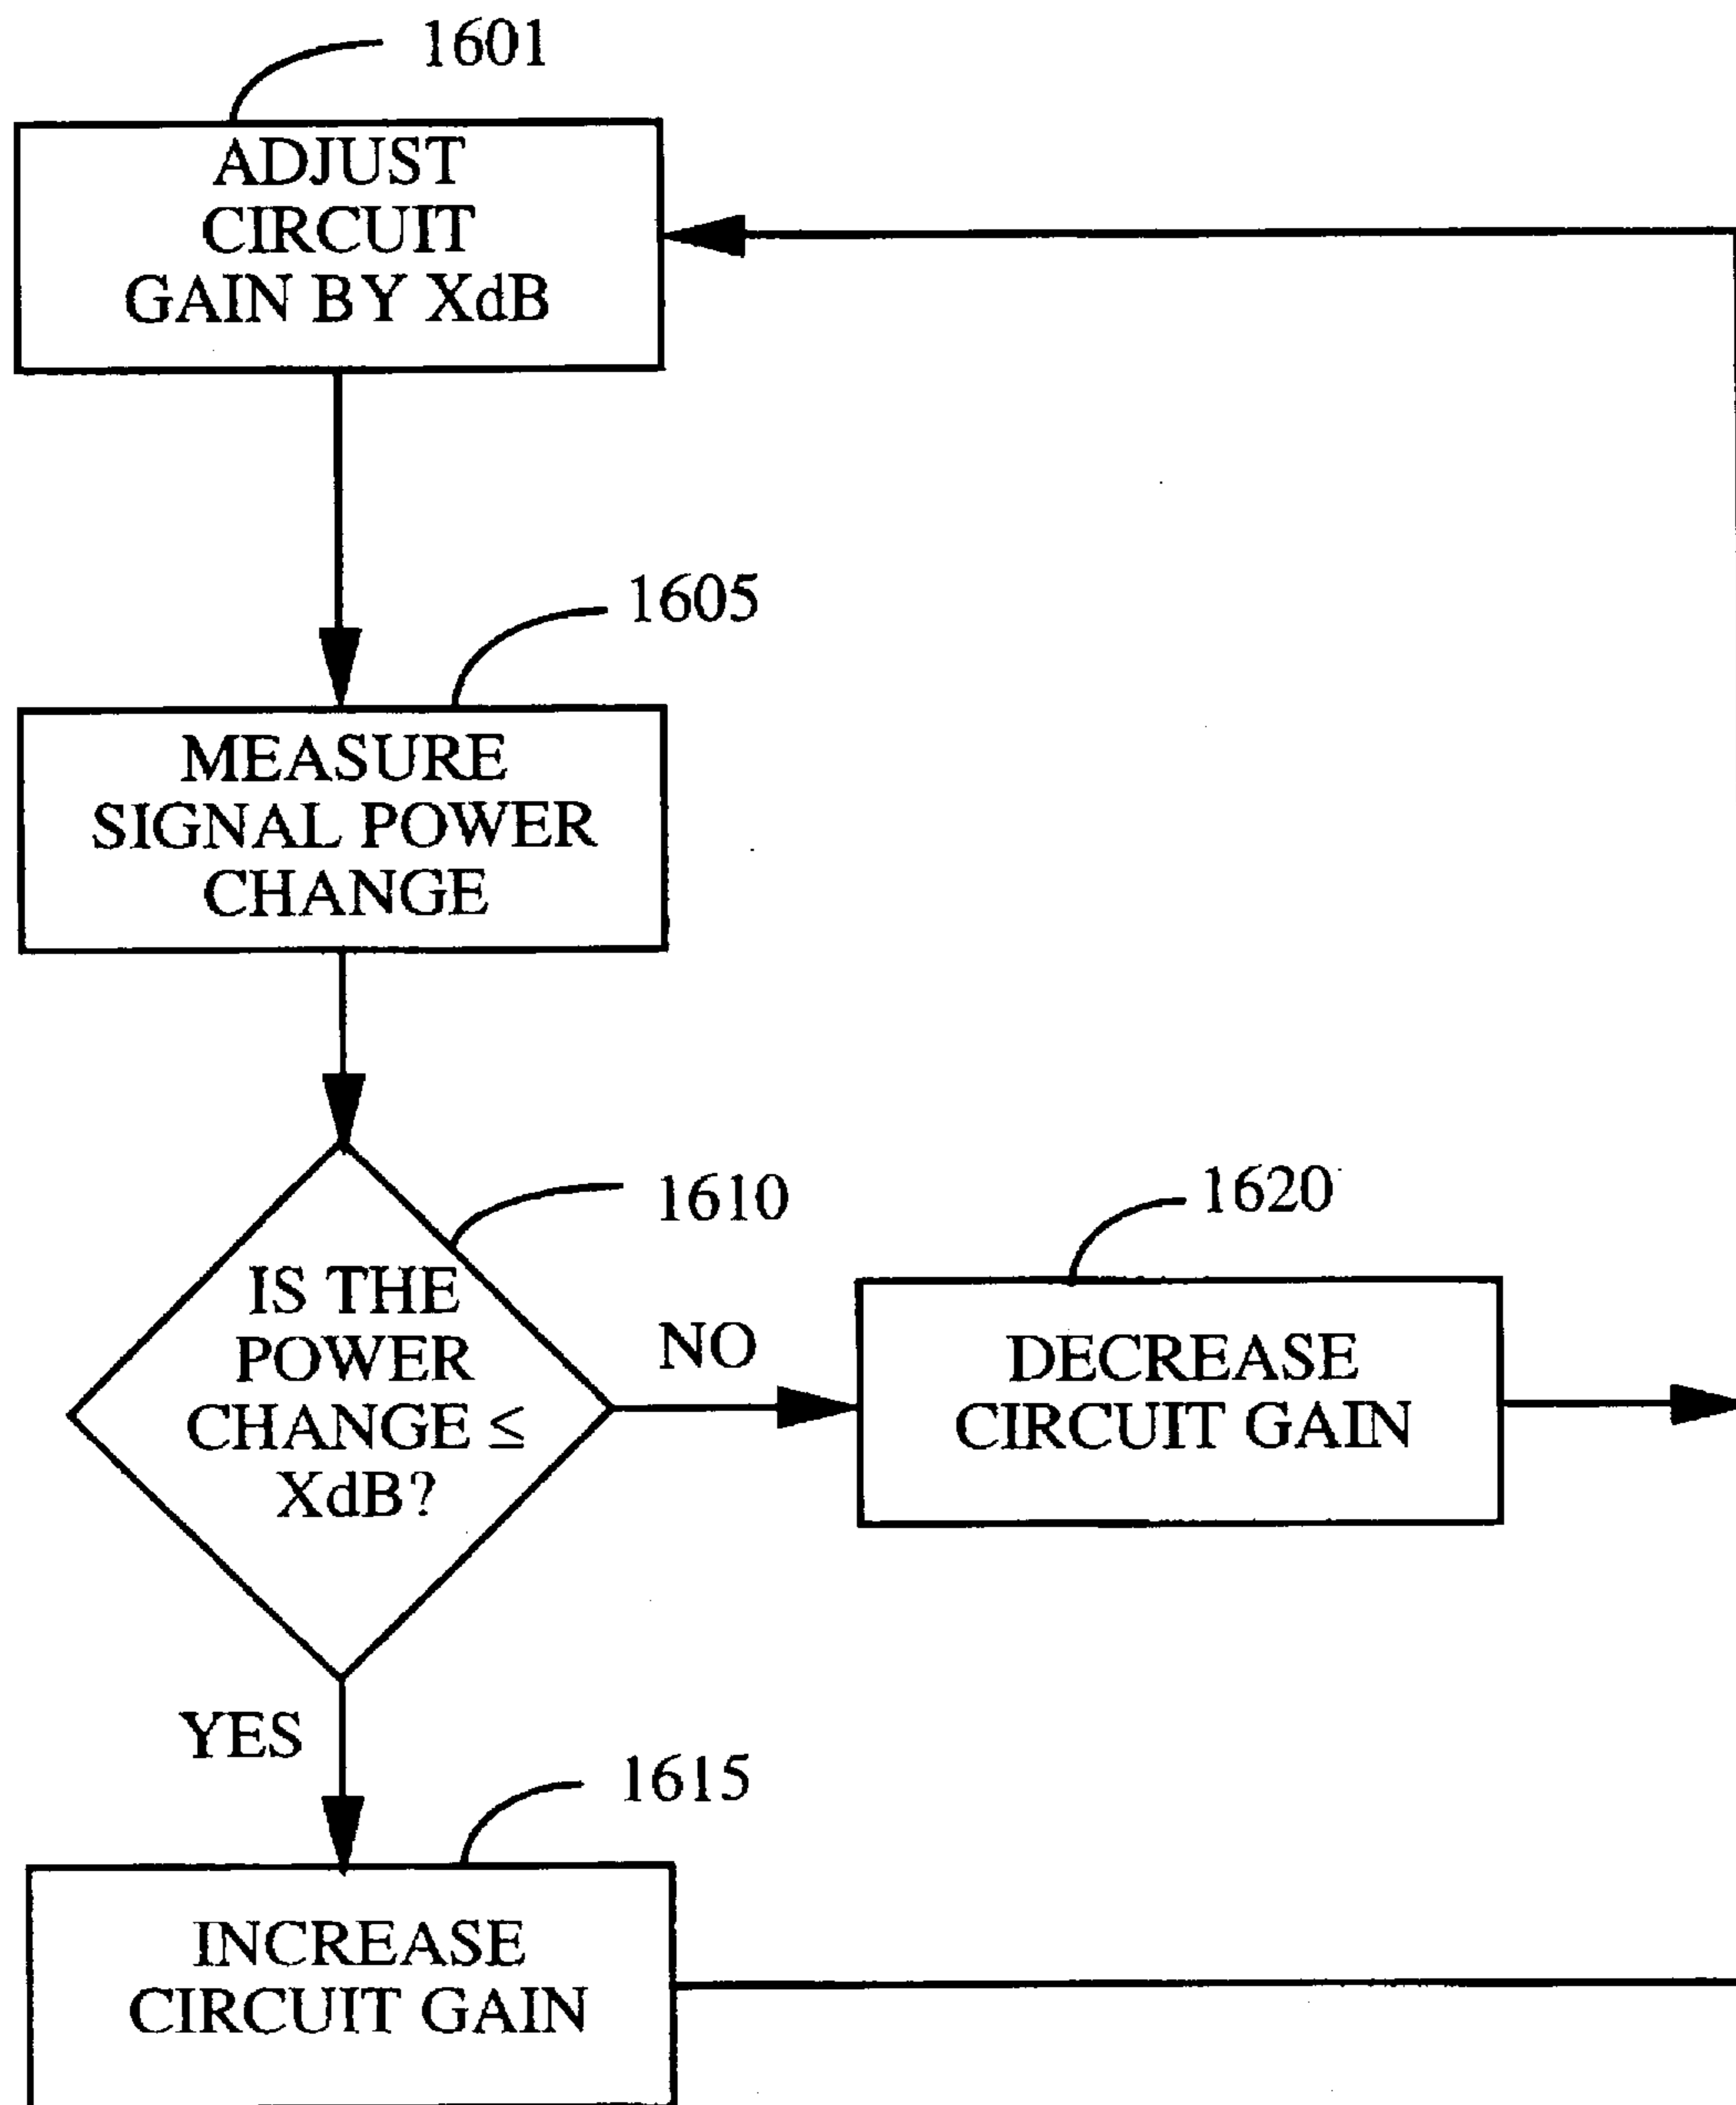 1601
ADJUST
CIRCUIT
GAIN BY XdB
1605
MEASURE
SIGNAL POWER
CHANGE
1610
IS THE
POWER
CHANGE ≤
XdB?
NO
1620
DECREASE
CIRCUIT GAIN
YES
1615
INCREASE
CIRCUIT GAIN